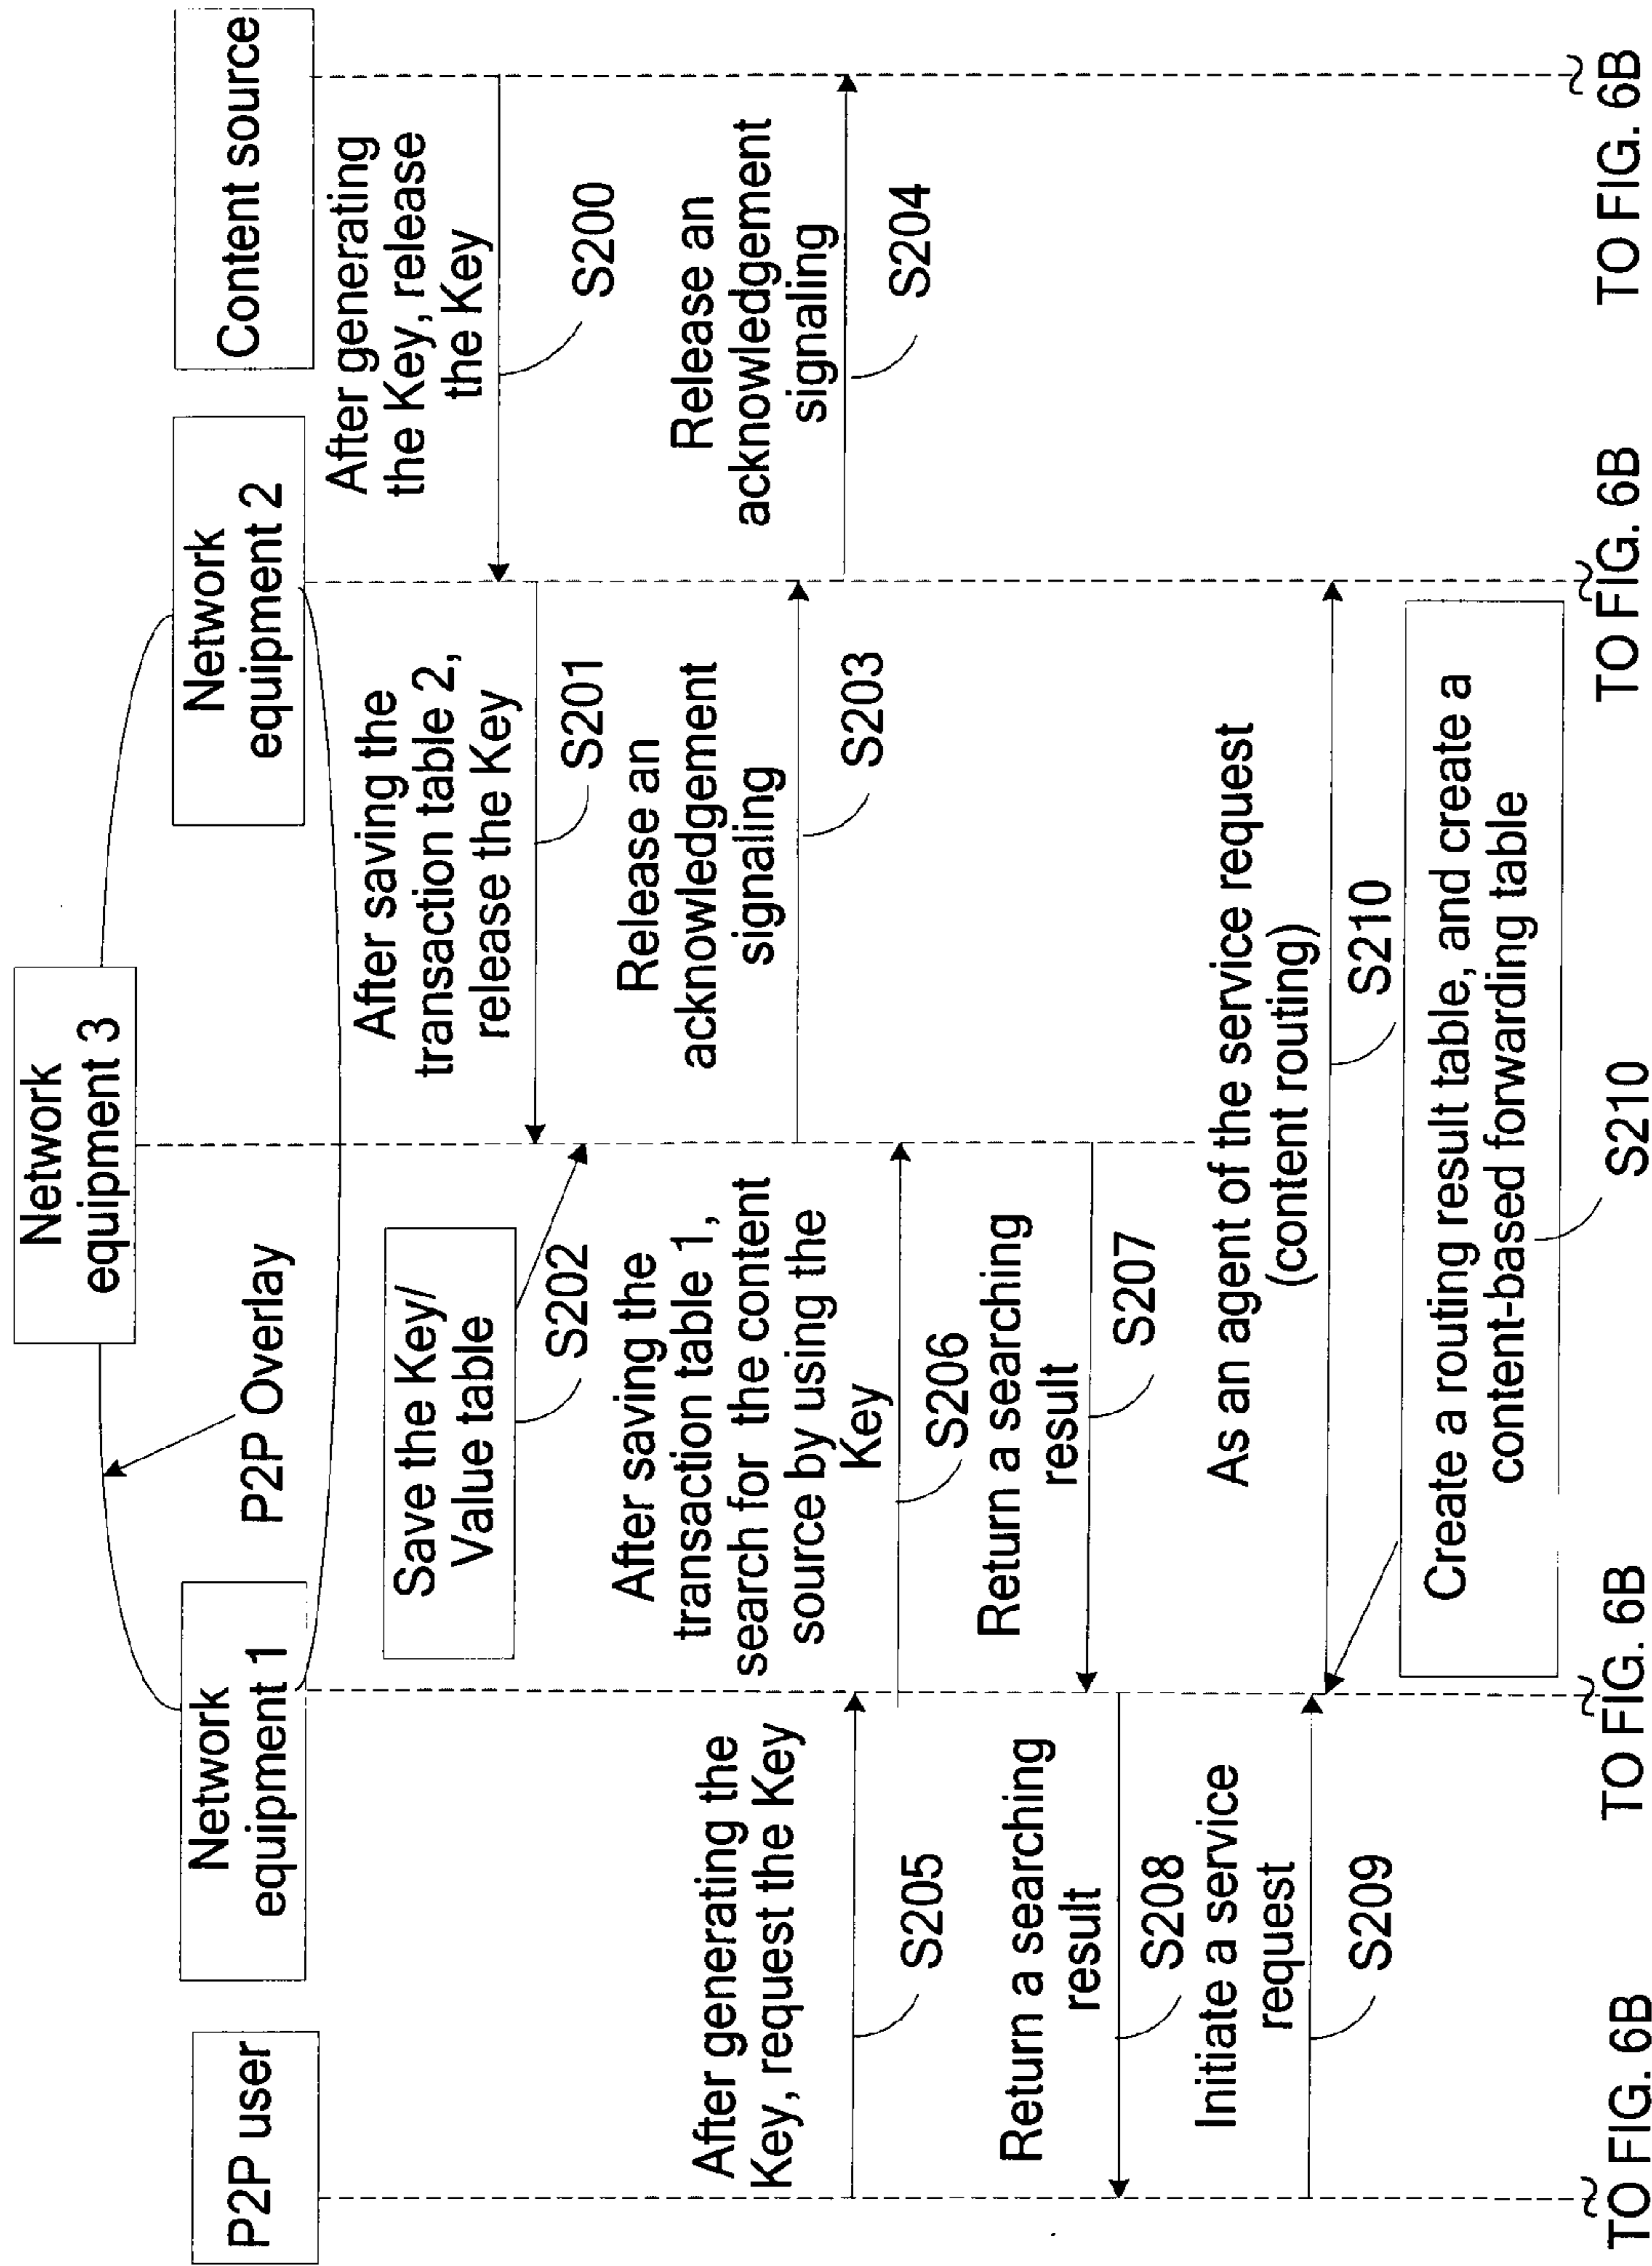 Network
equipment 3
P2P Overlay
P2P user
Network
equipment 1
Network
equipment 2
Content source
After generating
the Key, release
the Key
S200
After saving the
transaction table 2,
release the Key
S201
Save the Key/
Value table
S202
Release an
acknowledgement
signaling
S203
Release an
acknowledgement
signaling
S204
After generating the
Key, request the Key
S205
After saving the
transaction table 1,
search for the content
source by using the
Key
S206
Return a searching
result
S207
Return a searching
result
S208
Initiate a service
request
S209
As an agent of the service request
(content routing)
S210
Create a routing result table, and create a
content-based forwarding table
S210
TO FIG. 6B
TO FIG. 6B
TO FIG. 6B
TO FIG. 6B